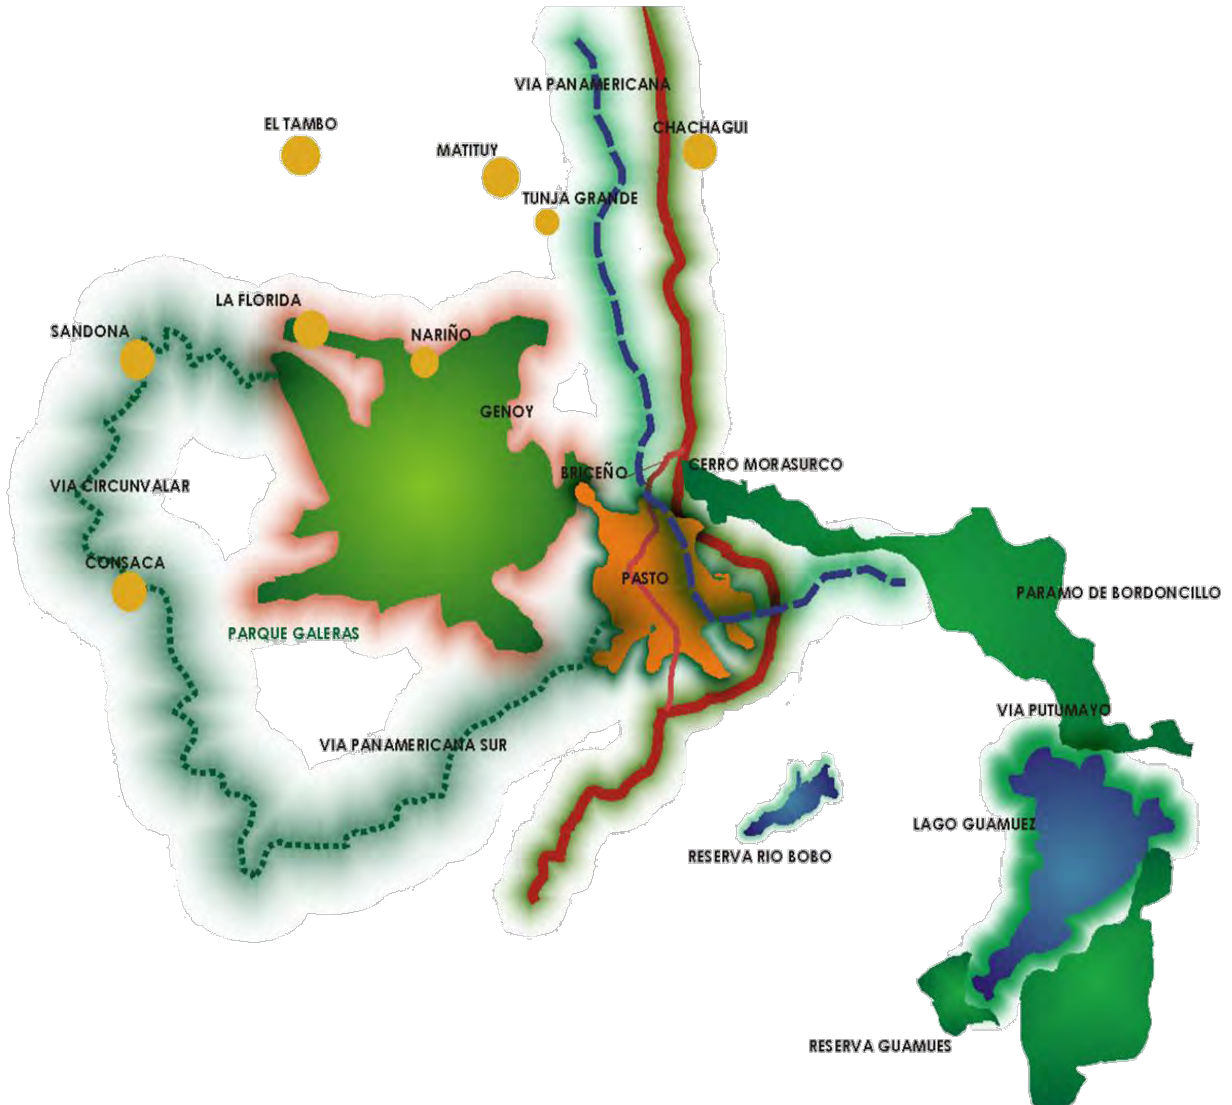 VIA PANAMERICANA
EL TAMBO
CHACHAGUI
MATITUY
TUNJA GRANDE
LA FLORIDA
SANDONA
NARIÑO
GENOY
CERRO MORASURCO
BRICEÑO
VIA CIRCUNVALAR
CONSACA
PASTO
PARAMO DE BORDONCILLO
PARQUE GALERAS
VIA PUTUMAYO
VIA PANAMERICANA SUR
LAGO GUAMUEZ
RESERVA RIO BOBO
RESERVA GUAMUES